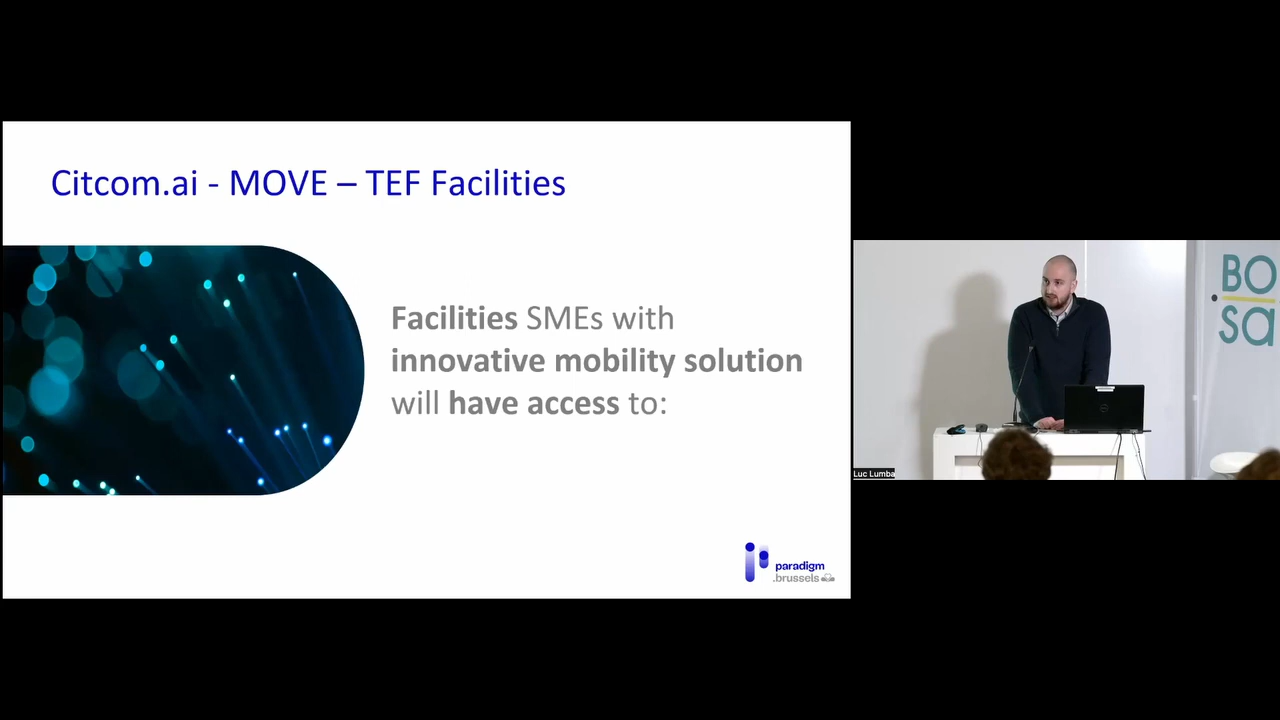 Citcom.ai - MOVE – TEF Facilities
Facilities SMEs with
innovative mobility solution
will have access to:
paradigm
.brussels
BO
sa
Luc Lumba